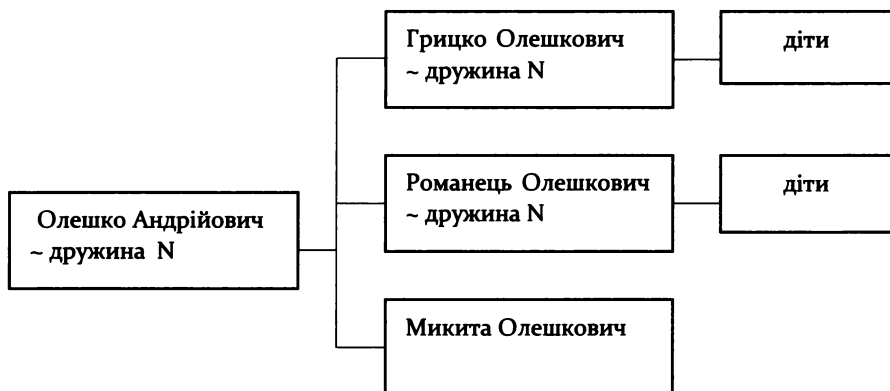 Грицко Олешкович
~ дружина N
діти
Романець Олешкович
~ дружина N
діти
Олешко Андрійович
~ дружина N
Микита Олешкович